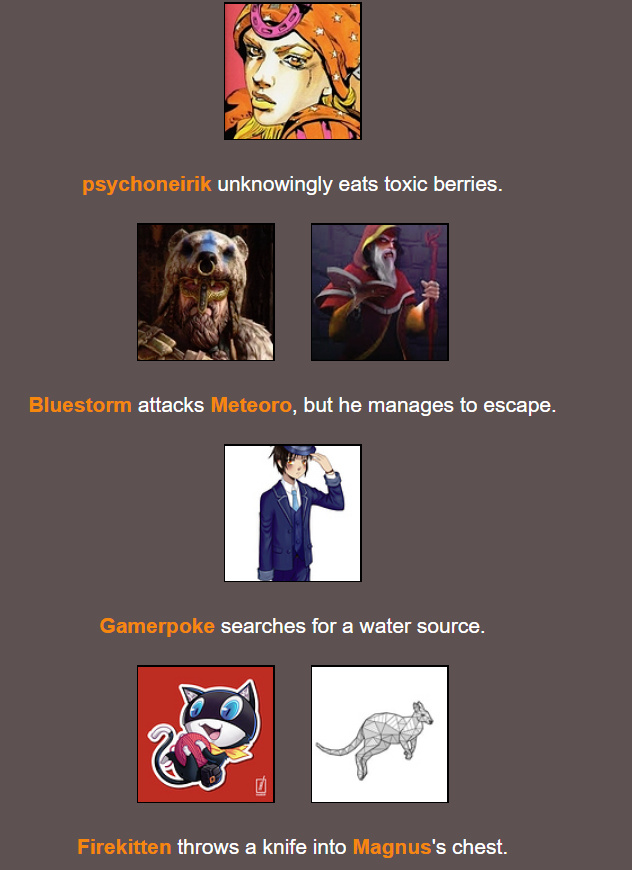 psychoneirik unknowingly eats toxic berries.
Bluestorm attacks Meteoro, but he manages to escape.
Gamerpoke searches for a water source.
Firekitten throws a knife into Magnus's chest.